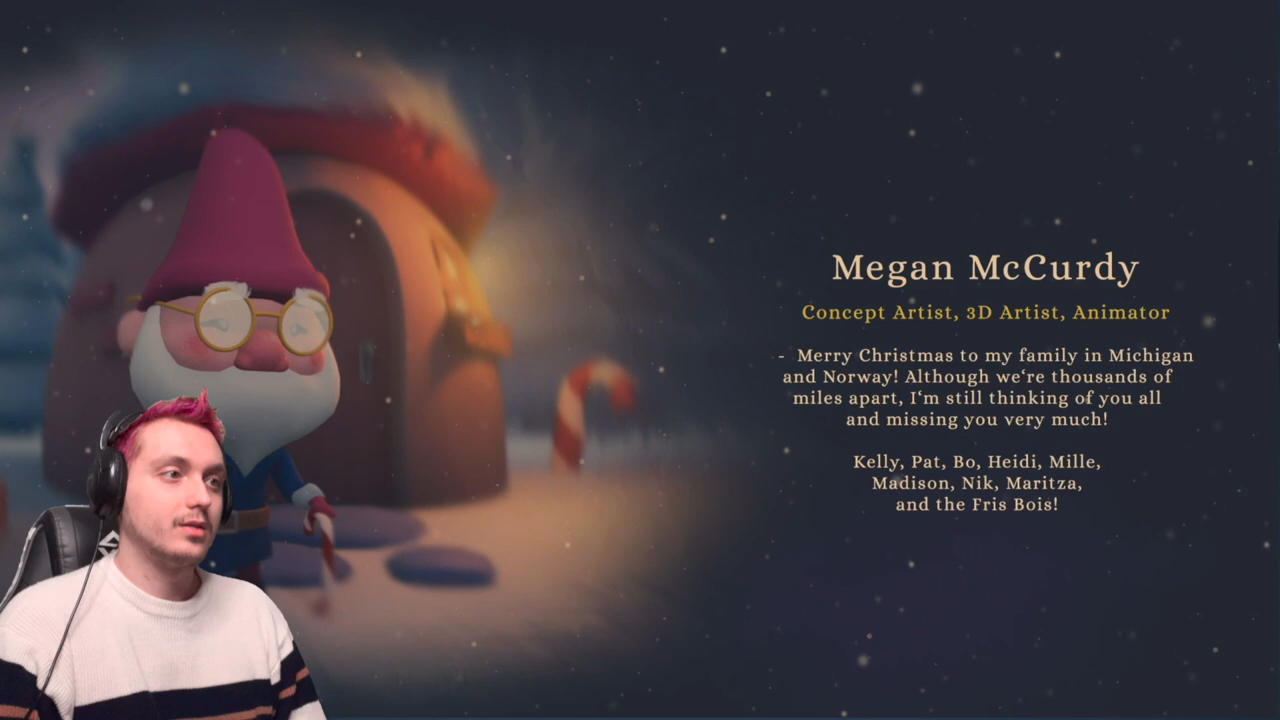 Megan McCurdy
Concept Artist, 3D Artist, Animator
- Merry Christmas to my family in Michigan
and Norway! Although we're thousands of
miles apart, I'm still thinking of you all
and missing you very much!
Kelly, Pat, Bo, Heidi, Mille,
Madison, Nik, Maritza,
and the Fris Bois!